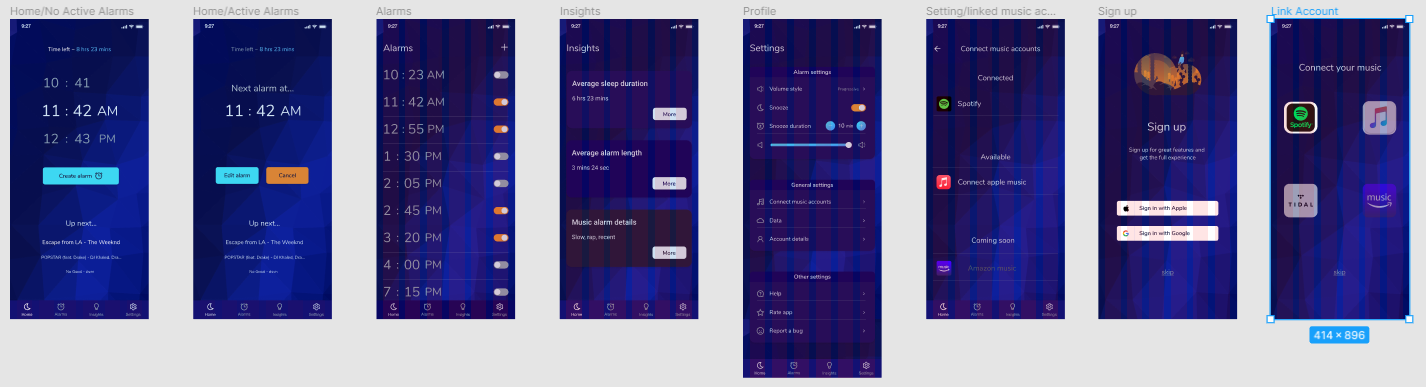 Home/No Active Alarms
9:27
Time left – 8 hrs 23 mins
10 : 41
11 : 42 AM
12 : 43 PM
Create alarm
Up next...
Escape from LA - The Weeknd
POPSTAR (feat. Drake) - DJ Khaled, Dra...
No Good - dvsn
Home Alarms Insights Settings
Home/Active Alarms
9:27
Time left – 8 hrs 23 mins
Next alarm at...
11 : 42 AM
Edit alarm Cancel
Up next...
Escape from LA - The Weeknd
POPSTAR (feat. Drake) - DJ Khaled, Dra...
No Good - dvsn
Home Alarms Insights Settings
Alarms
9:27
Alarms +
10 : 23 AM
11 : 42 AM
12 : 55 PM
1 : 30 PM
2 : 05 PM
2 : 45 PM
3 : 20 PM
4 : 00 PM
7 : 15 PM
Home Alarms Insights Settings
Insights
9:27
Insights
Average sleep duration
6 hrs 23 mins
More
Average alarm length
3 mins 24 sec
More
Music alarm details
Slow, rap, recent
More
Home Alarms Insights Settings
Profile
9:27
Settings
Alarm settings
Volume style Progressive >
Snooze
Snooze duration 10 min
General settings
Connect music accounts >
Data >
Account details >
Other settings
Help >
Rate app >
Report a bug >
Home Alarms Insights Settings
Setting/linked music ac...
9:27
Connect music accounts
Connected
Spotify
Available
Connect apple music
Coming soon
music
Amazon music
Home Alarms Insights Settings
Sign up
9:27
Sign up
Sign up for great features and
get the full experience
Sign in with Apple
Sign in with Google
skip
Link Account
9:27
Connect your music
Spotify
TIDAL
music
skip
414 × 896